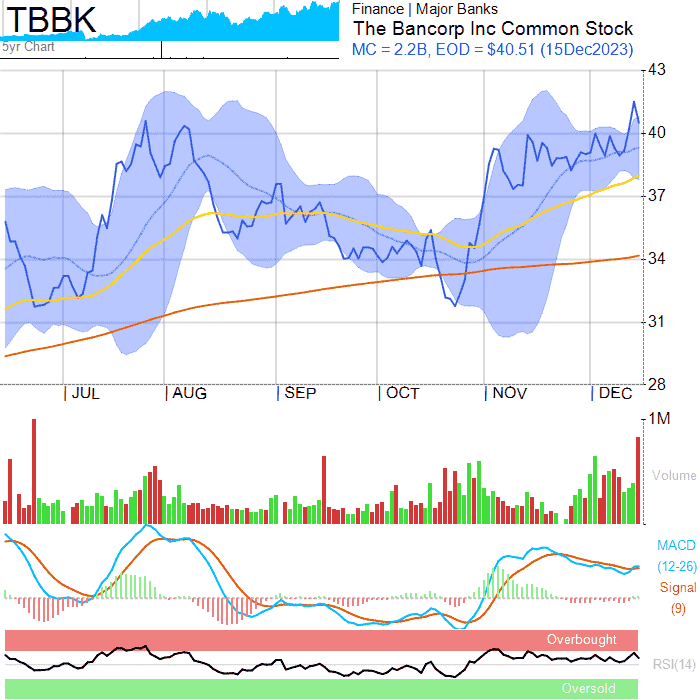 TBBK
5yr Chart
Finance | Major Banks
The Bancorp Inc Common Stock
MC = 2.2B, EOD = $40.51 (15Dec2023)
43
40
37
34
31
28
JUL AUG SEP OCT NOV DEC
1M
Volume
MACD
(12-26)
Signal
(9)
Overbought
RSI(14)
Oversold